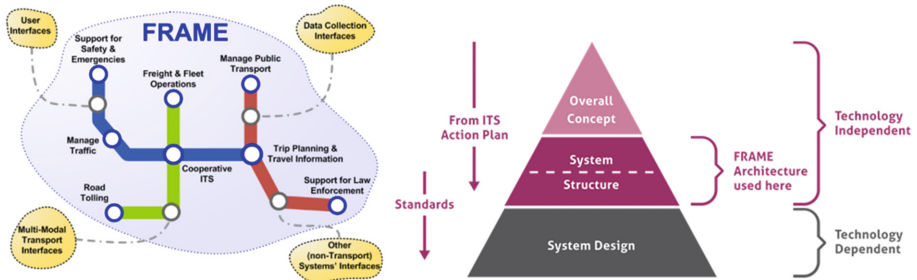 User
Interfaces
FRAME
Data Collection
Interfaces
Support for
Safety &
Emergencies
Freight & Fleet
Operations
Manage Public
Transport
Manage
Traffic
Cooperative
ITS
Trip Planning &
Travel Information
Road
Tolling
Support for Law
Enforcement
Multi-Modal
Transport
Interfaces
Other
(non-Transport)
Systems' Interfaces
From ITS
Action Plan
Standards
Overall
Concept
System
Structure
System Design
FRAME
Architecture
used here
Technology
Independent
Technology
Dependent